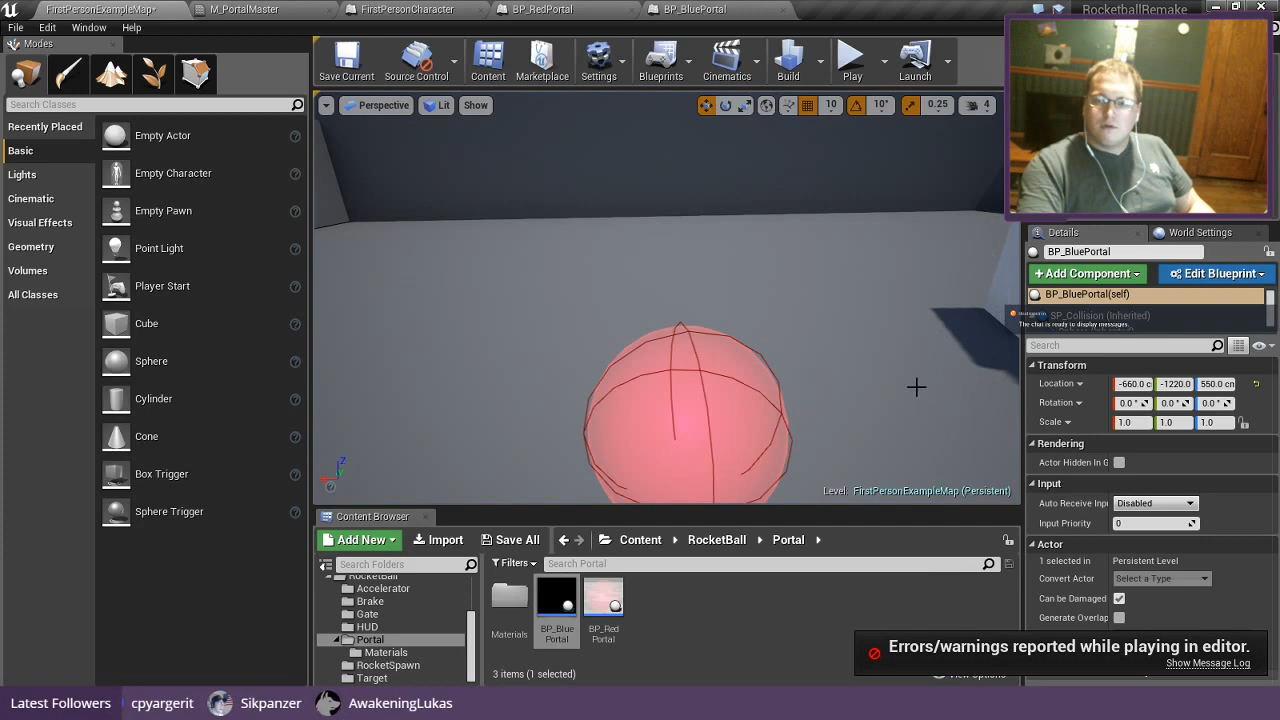 FirstPersonExampleMap*
M_PortalMaster
FirstPersonCharacter
BP_RedPortal
BP_BluePortal
RocketballRemake
File Edit Window Help
Modes
Search Classes
Recently Placed
Basic
Lights
Cinematic
Visual Effects
Geometry
Volumes
All Classes
Empty Actor
Empty Character
Empty Pawn
Point Light
Player Start
Cube
Sphere
Cylinder
Cone
Box Trigger
Sphere Trigger
Save Current
Source Control
Content
Marketplace
Settings
Blueprints
Cinematics
Build
Play
Launch
Perspective
Lit
Show
10
10°
0.25
4
Z
Level: FirstPersonExampleMap (Persistent)
Content Browser
Add New
Import
Save All
Content
RocketBall
Portal
Search Folders
Filters
Search Portal
RocketBall
Accelerator
Brake
Gate
HUD
Portal
Materials
RocketSpawn
Target
Materials
BP_Blue
Portal
BP_Red
Portal
3 items (1 selected)
View Options
Details
World Settings
BP_BluePortal
+Add Component
Edit Blueprint
BP_BluePortal(self)
SP_Collision (Inherited)
The chat is ready to display messages.
Search
Transform
Location
-660.0 c
-1220.0
550.0 cm
Rotation
0.0 °
0.0 °
0.0 °
Scale
1.0
1.0
1.0
Rendering
Actor Hidden In G
Input
Auto Receive Inpu
Disabled
Input Priority
0
Actor
1 selected in
Persistent Level
Convert Actor
Select a Type
Can be Damaged
Generate Overlap
Errors/warnings reported while playing in editor.
Show Message Log
Latest Followers
cpyargerit
Sikpanzer
AwakeningLukas